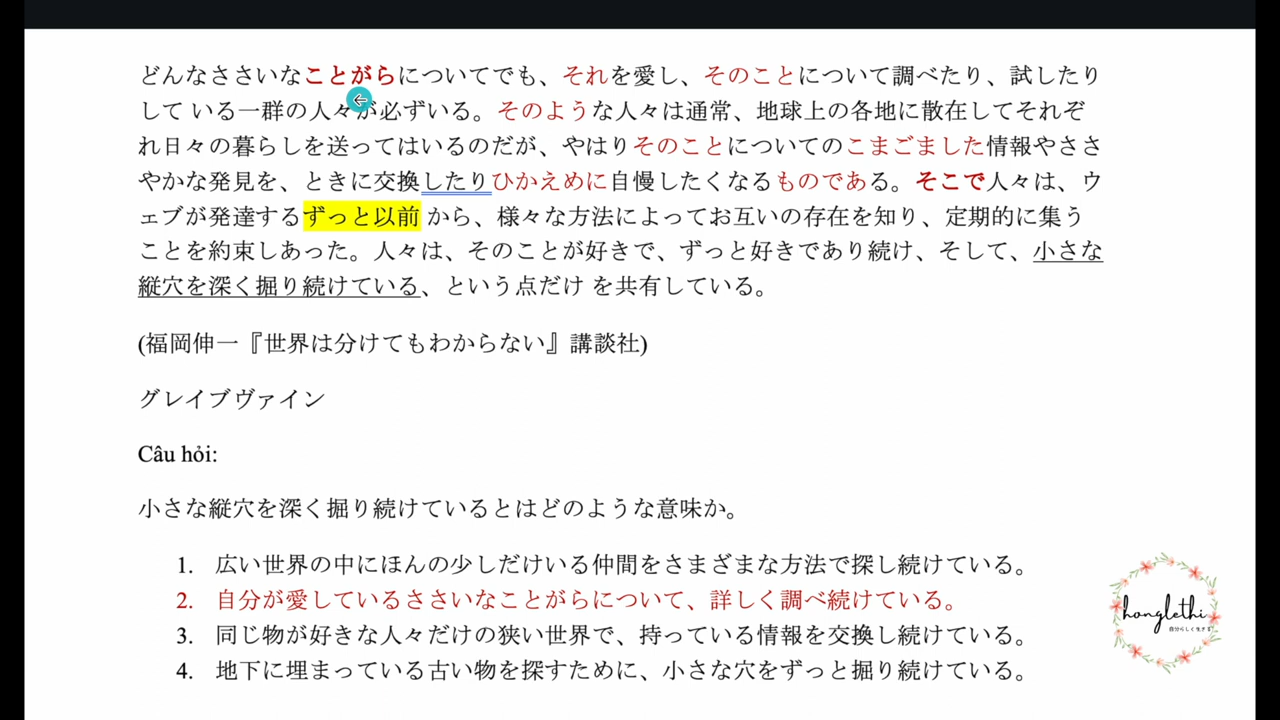 どんなささいなことがらについてでも、それを愛し、そのことについて調べたり、試したり
して いる一群の人々が必ずいる。そのような人々は通常、地球上の各地に散在してそれぞ
れ日々の暮らしを送ってはいるのだが、やはりそのことについてのこまごました情報やささ
やかな発見を、ときに交換したりひかえめに自慢したくなるものである。そこで人々は、ウ
ェブが発達するずっと以前 から、様々な方法によってお互いの存在を知り、定期的に集う
ことを約束しあった。人々は、そのことが好きで、ずっと好きであり続け、そして、小さな
縦穴を深く掘り続けている、という点だけ を共有している。
(福岡伸一『世界は分けてもわからない』講談社)
グレイブヴァイン
Câu hỏi:
小さな縦穴を深く掘り続けているとはどのような意味か。
1. 広い世界の中にほんの少しだけいる仲間をさまざまな方法で探し続けている。
2. 自分が愛しているささいなことがらについて、詳しく調べ続けている。
3. 同じ物が好きな人々だけの狭い世界で、持っている情報を交換し続けている。
4. 地下に埋まっている古い物を探すために、小さな穴をずっと掘り続けている。
honglethi
自分らしく生きる